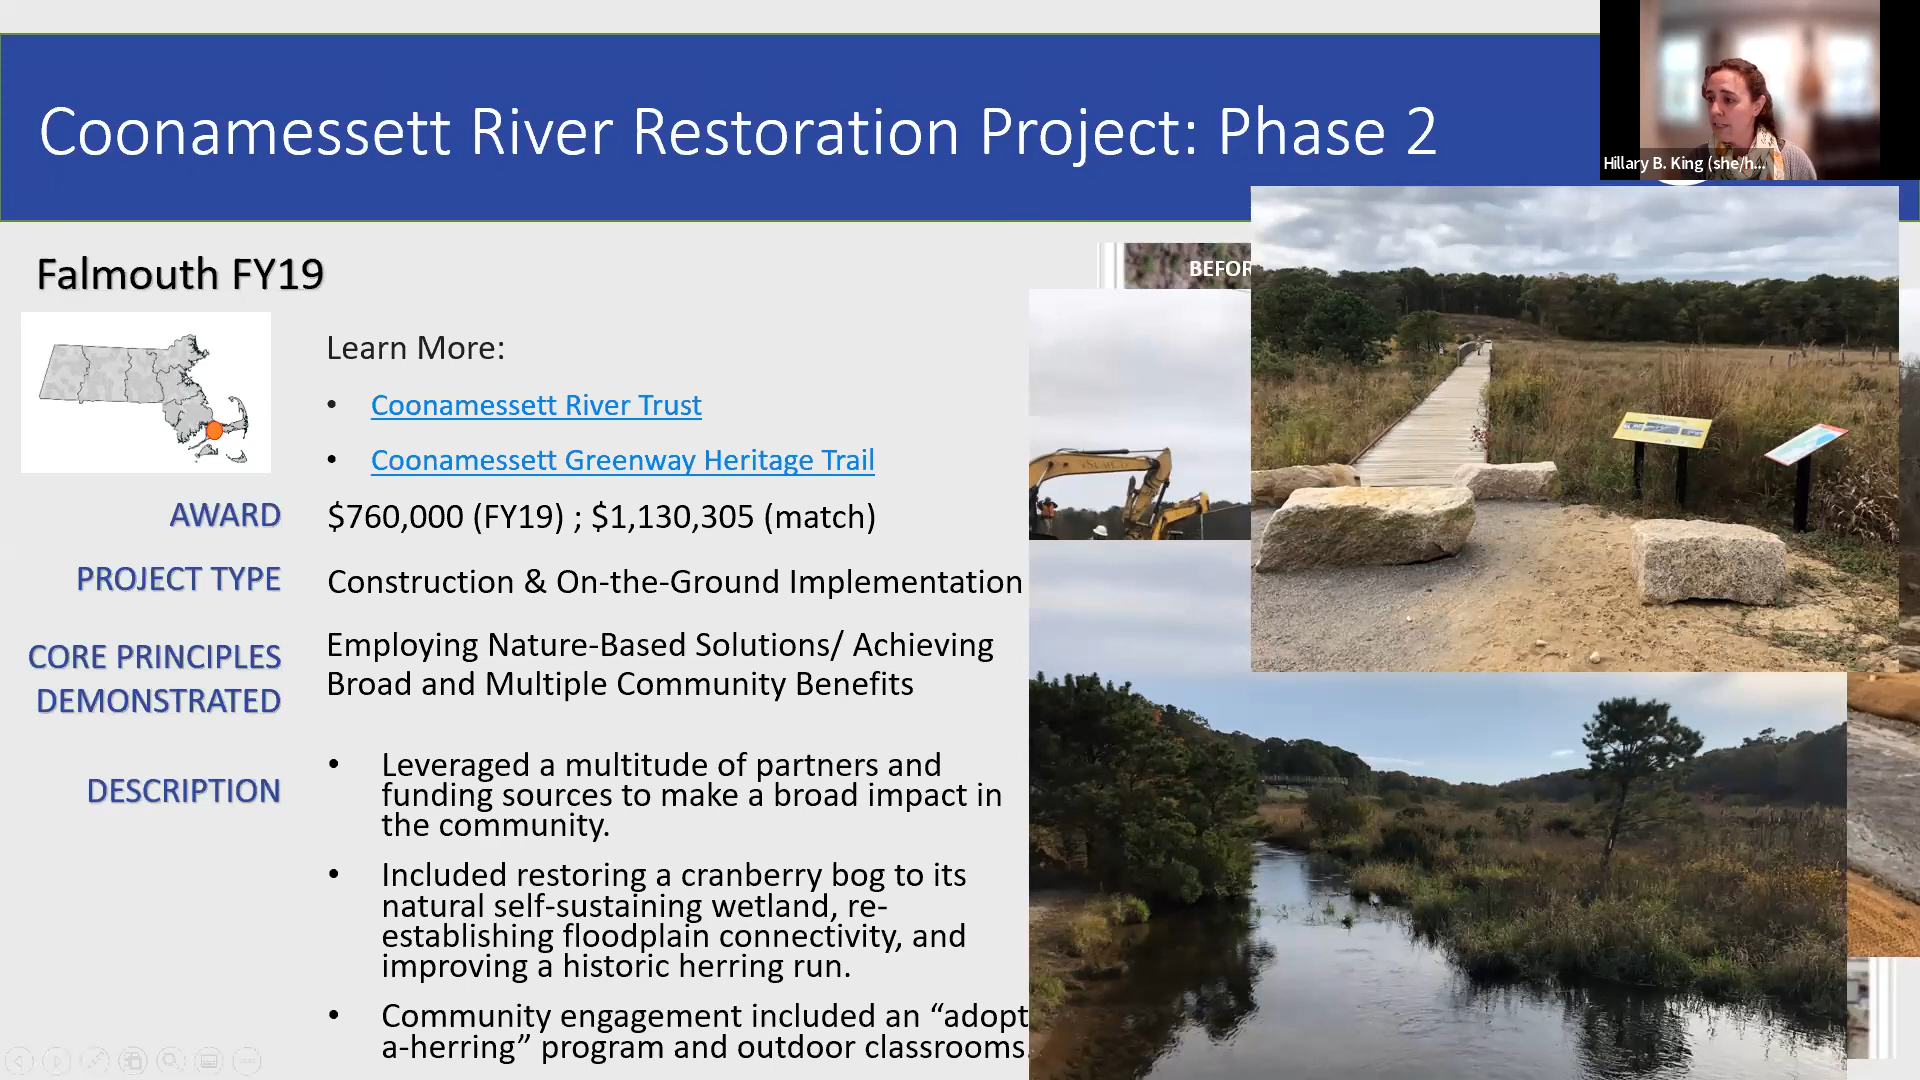 Coonamessett River Restoration Project: Phase 2
Hillary B. King (she/h...
Falmouth FY19
BEFOR
Learn More:
• Coonamessett River Trust
• Coonamessett Greenway Heritage Trail
AWARD
$760,000 (FY19) ; $1,130,305 (match)
PROJECT TYPE
Construction & On-the-Ground Implementation
CORE PRINCIPLES
DEMONSTRATED
Employing Nature-Based Solutions/ Achieving
Broad and Multiple Community Benefits
DESCRIPTION
• Leveraged a multitude of partners and
funding sources to make a broad impact in
the community.
• Included restoring a cranberry bog to its
natural self-sustaining wetland, re-
establishing floodplain connectivity, and
improving a historic herring run.
• Community engagement included an “adopt
a-herring” program and outdoor classrooms.